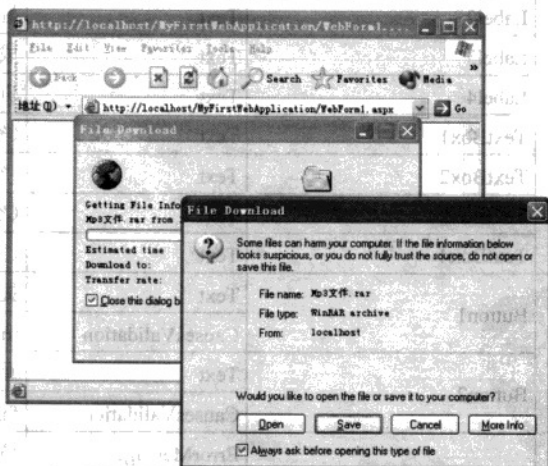 http://localhost/MyFirstWebApplication/WebForm1....
File Edit View Favorites Tools Help
Back Search Favorites Media
地址(D) http://localhost/MyFirstWebApplication/WebForm1.aspx Go
File Download
Getting File Info
Mp3文件.rar from
Estimated time
Download to:
Transfer rate:
Close this dialog b
File Download
Some files can harm your computer. If the file information below
looks suspicious, or you do not fully trust the source, do not open or
save this file.
File name: Mp3文件.rar
File type: WinRAR archive
From: localhost
Would you like to open the file or save it to your computer?
Open Save Cancel More Info
Always ask before opening this type of file